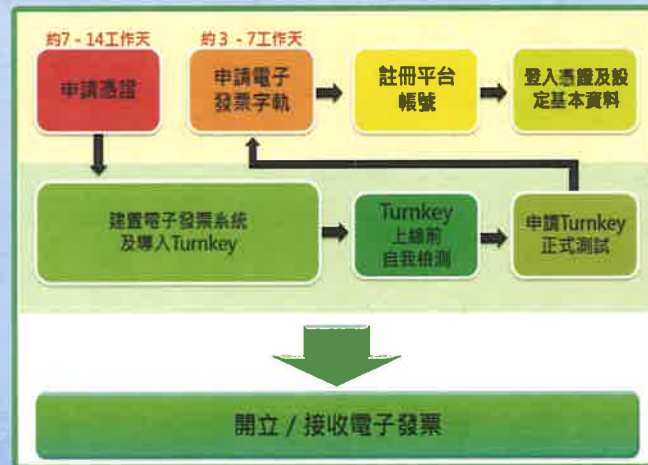 約7-14工作天
約3-7工作天
申請憑證
申請電子
發票字軌
註冊平台
帳號
登入憑證及設
定基本資料
建置電子發票系統
及導入Turnkey
Turnkey
上線前
自我檢測
申請Turnkey
正式測試
開立 / 接收電子發票